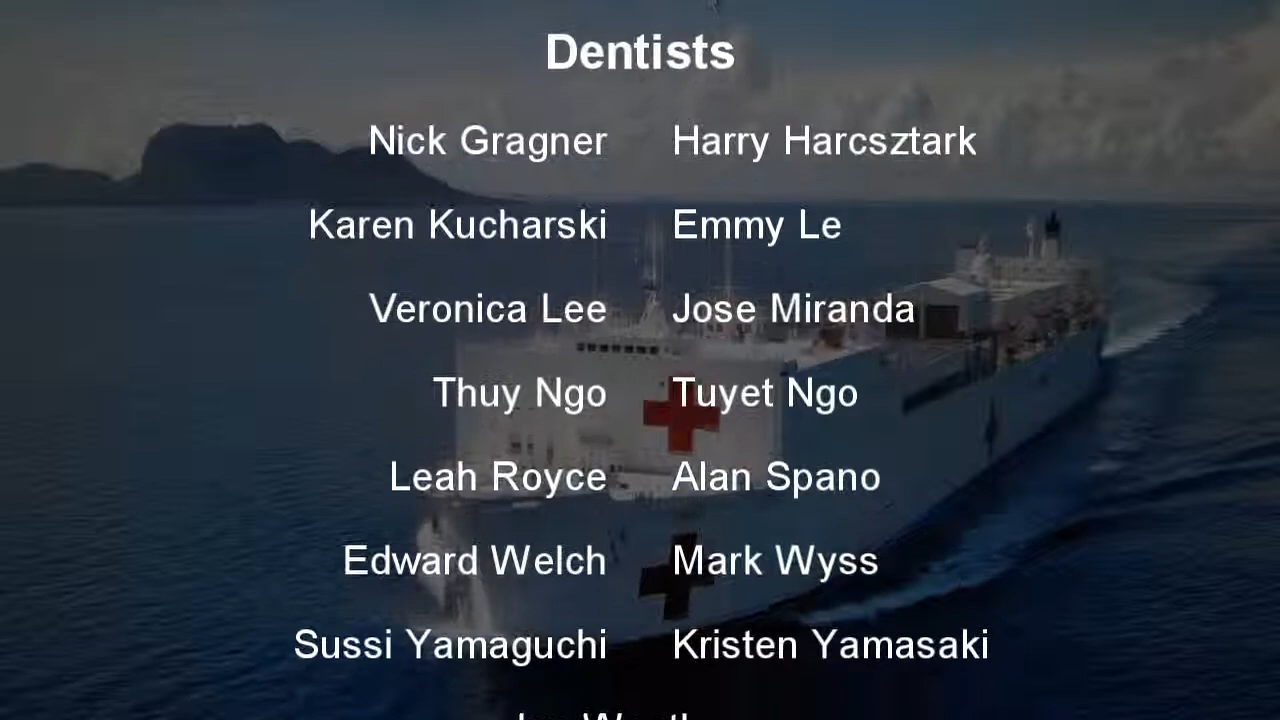 Dentists
Nick Gragner Harry Harcsztark
Karen Kucharski Emmy Le
Veronica Lee Jose Miranda
Thuy Ngo Tuyet Ngo
Leah Royce Alan Spano
Edward Welch Mark Wyss
Sussi Yamaguchi Kristen Yamasaki